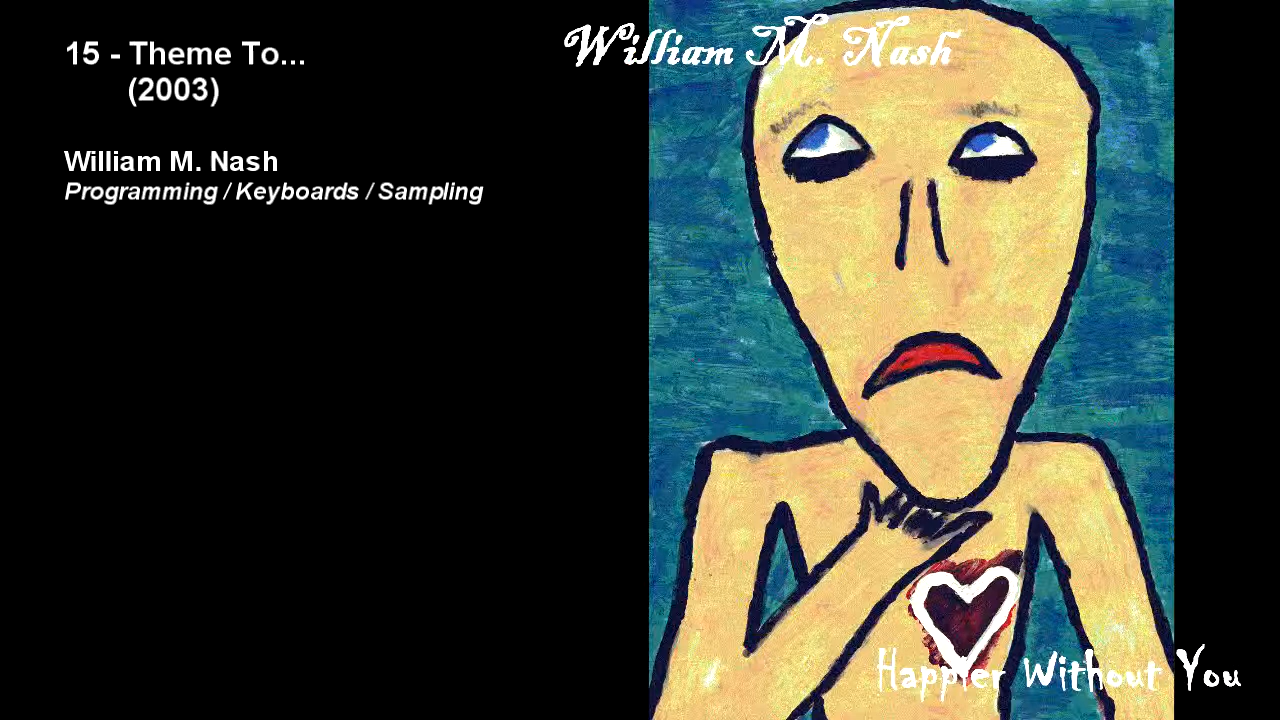 15 - Theme To...
(2003)
William M. Nash
Programming / Keyboards / Sampling
William M. Nash
Happier Without You